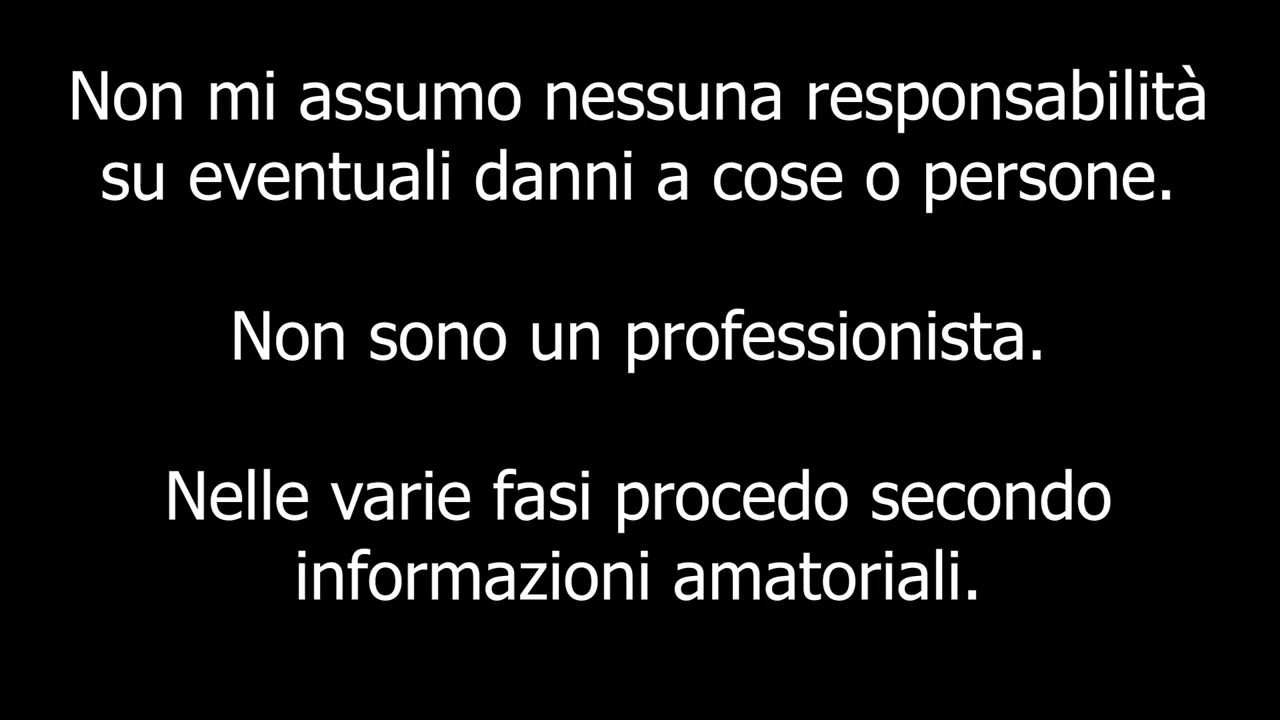 Non mi assumo nessuna responsabilità
su eventuali danni a cose o persone.
Non sono un professionista.
Nelle varie fasi procedo secondo
informazioni amatoriali.